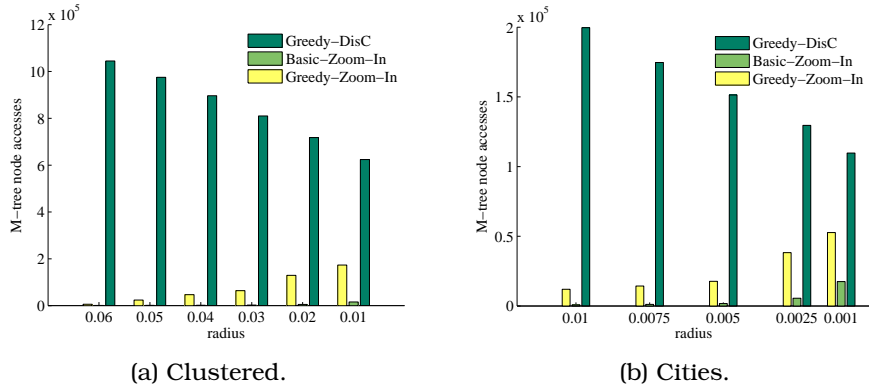 x 10^5
12
10
8
6
4
2
0
M−tree node accesses
Greedy−DisC
Basic−Zoom−In
Greedy−Zoom−In
0.06 0.05 0.04 0.03 0.02 0.01
radius
(a) Clustered.
x 10^5
2
1.5
1
0.5
0
M−tree node accesses
Greedy−DisC
Basic−Zoom−In
Greedy−Zoom−In
0.01 0.0075 0.005 0.0025 0.001
radius
(b) Cities.